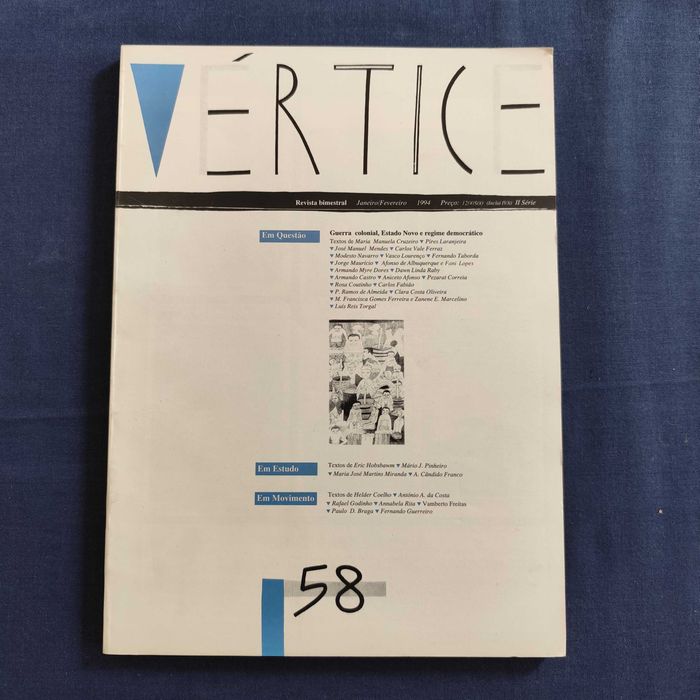 VÉRTICE
Revista bimestral Janeiro/Fevereiro 1994 Preço: 1200$00 (Inclui IVA) II Série
Em Questão
Guerra colonial, Estado Novo e regime democrático
Textos de Maria Manuela Cruzeiro ▼ Pires Laranjeira
▼ José Manuel Mendes ▼ Carlos Vale Ferraz
▼ Modesto Navarro ▼ Vasco Lourenço ▼ Fernando Taborda
▼ Jorge Maurício ▼ Afonso de Albuquerque e Fani Lopes
▼ Armando Myre Dores ▼ Dawn Linda Raby
▼ Armando Castro ▼ Aniceto Afonso ▼ Pezarat Correia
▼ Rosa Coutinho ▼ Carlos Fabião
▼ P. Ramos de Almeida ▼ Clara Costa Oliveira
▼ M. Francisca Gomes Ferreira e Zanene E. Marcelino
▼ Luís Reis Torgal
Em Estudo
Textos de Eric Hobsbawm ▼ Mário J. Pinheiro
▼ Maria José Martins Miranda ▼ A. Cândido Franco
Em Movimento
Textos de Helder Coelho ▼ António A. da Costa
▼ Rafael Godinho ▼ Annabela Rita ▼ Vamberto Freitas
▼ Paulo D. Braga ▼ Fernando Guerreiro
58